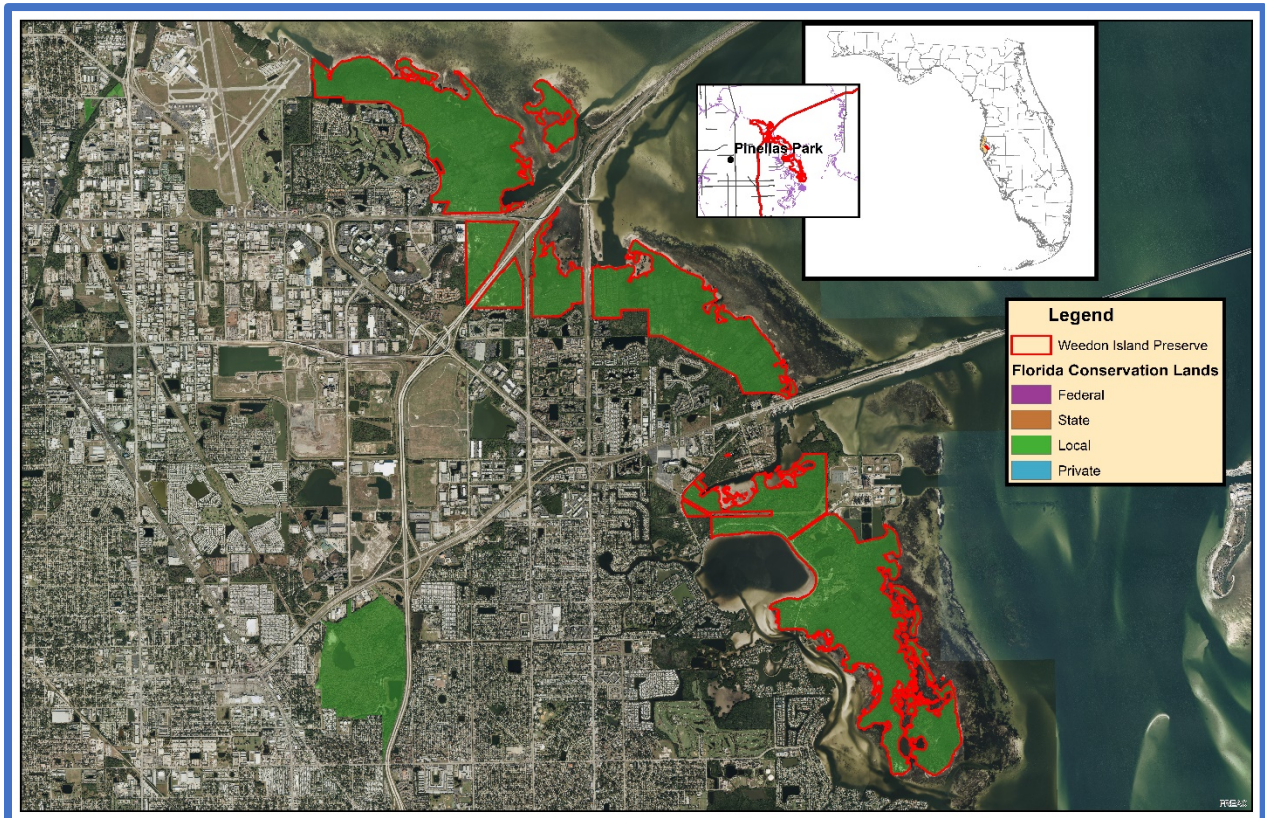 Pinellas Park
Legend
Weedon Island Preserve
Florida Conservation Lands
Federal
State
Local
Private